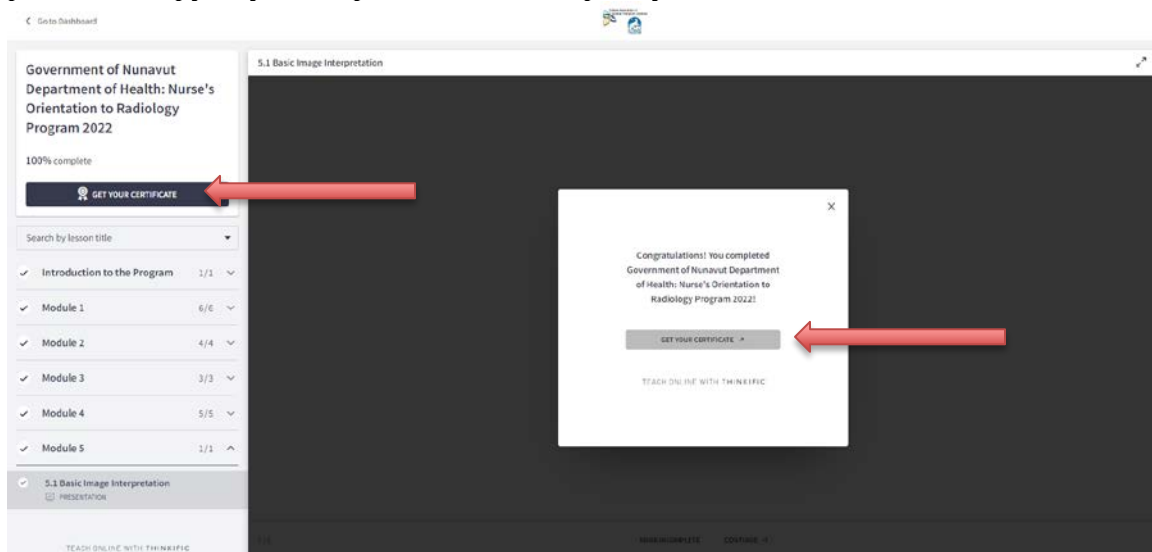 Go to Dashboard
Government of Nunavut
Department of Health: Nurse's
Orientation to Radiology
Program 2022
100% complete
GET YOUR CERTIFICATE
Search by lesson title
Introduction to the Program 1/1
Module 1 6/6
Module 2 4/4
Module 3 3/3
Module 4 5/5
Module 5 1/1
5.1 Basic Image Interpretation
PRESENTATION
TEACH ONLINE WITH THINKIFIC
5.1 Basic Image Interpretation
Congratulations! You completed
Government of Nunavut Department
of Health: Nurse's Orientation to
Radiology Program 2022!
GET YOUR CERTIFICATE
TEACH ONLINE WITH THINKIFIC
CONTINUE